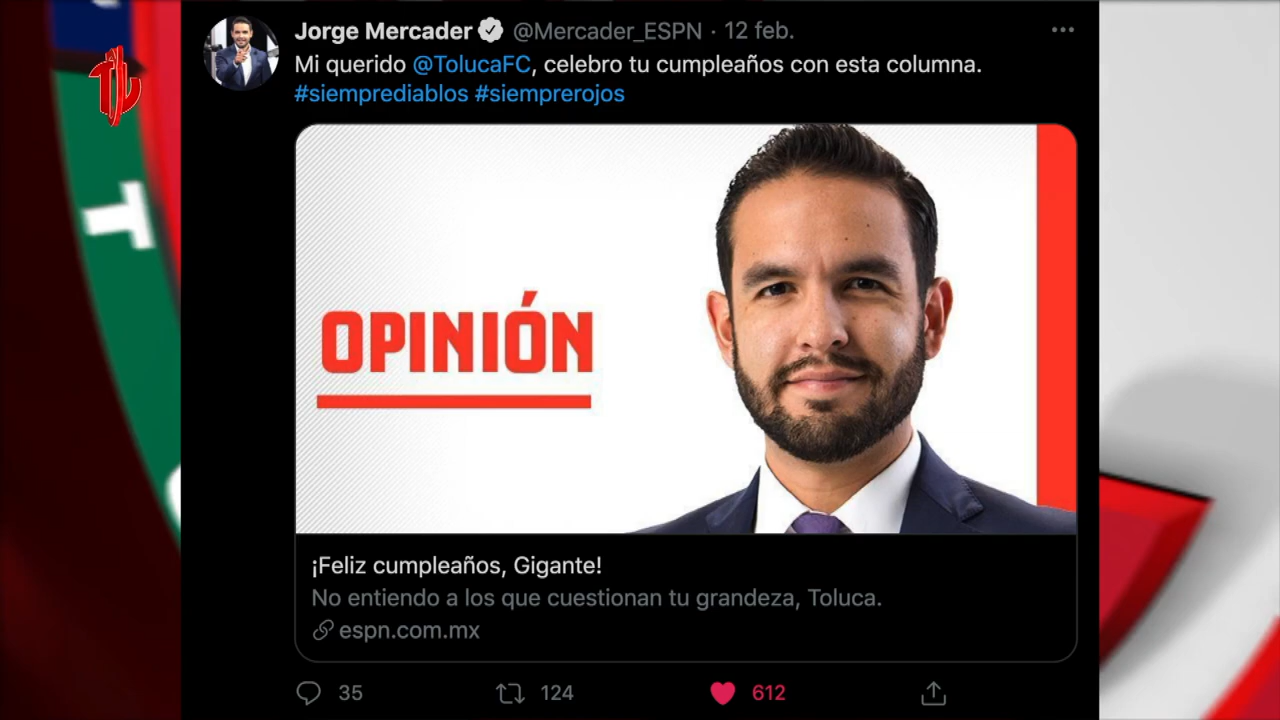 Jorge Mercader @Mercader_ESPN · 12 feb.
Mi querido @TolucaFC, celebro tu cumpleaños con esta columna.
#siemprediablos #siemprerojos
T
OPINIÓN
¡Feliz cumpleaños, Gigante!
No entiendo a los que cuestionan tu grandeza, Toluca.
espn.com.mx
35 124 612